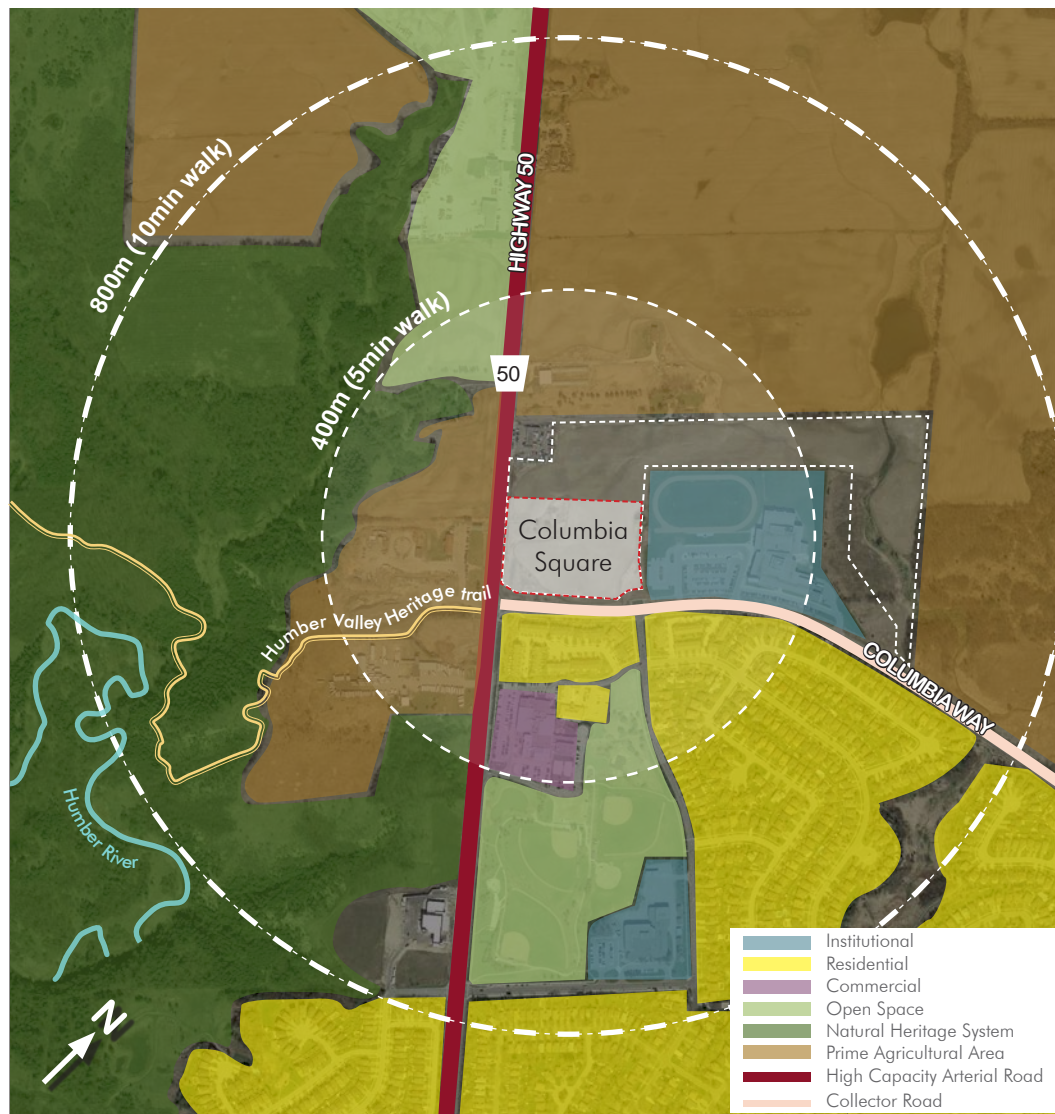 800m (10min walk)
HIGHWAY 50
400m (5min walk)
50
Columbia
Square
Humber Valley Heritage trail
COLUMBIA WAY
Humber River
N
Institutional
Residential
Commercial
Open Space
Natural Heritage System
Prime Agricultural Area
High Capacity Arterial Road
Collector Road